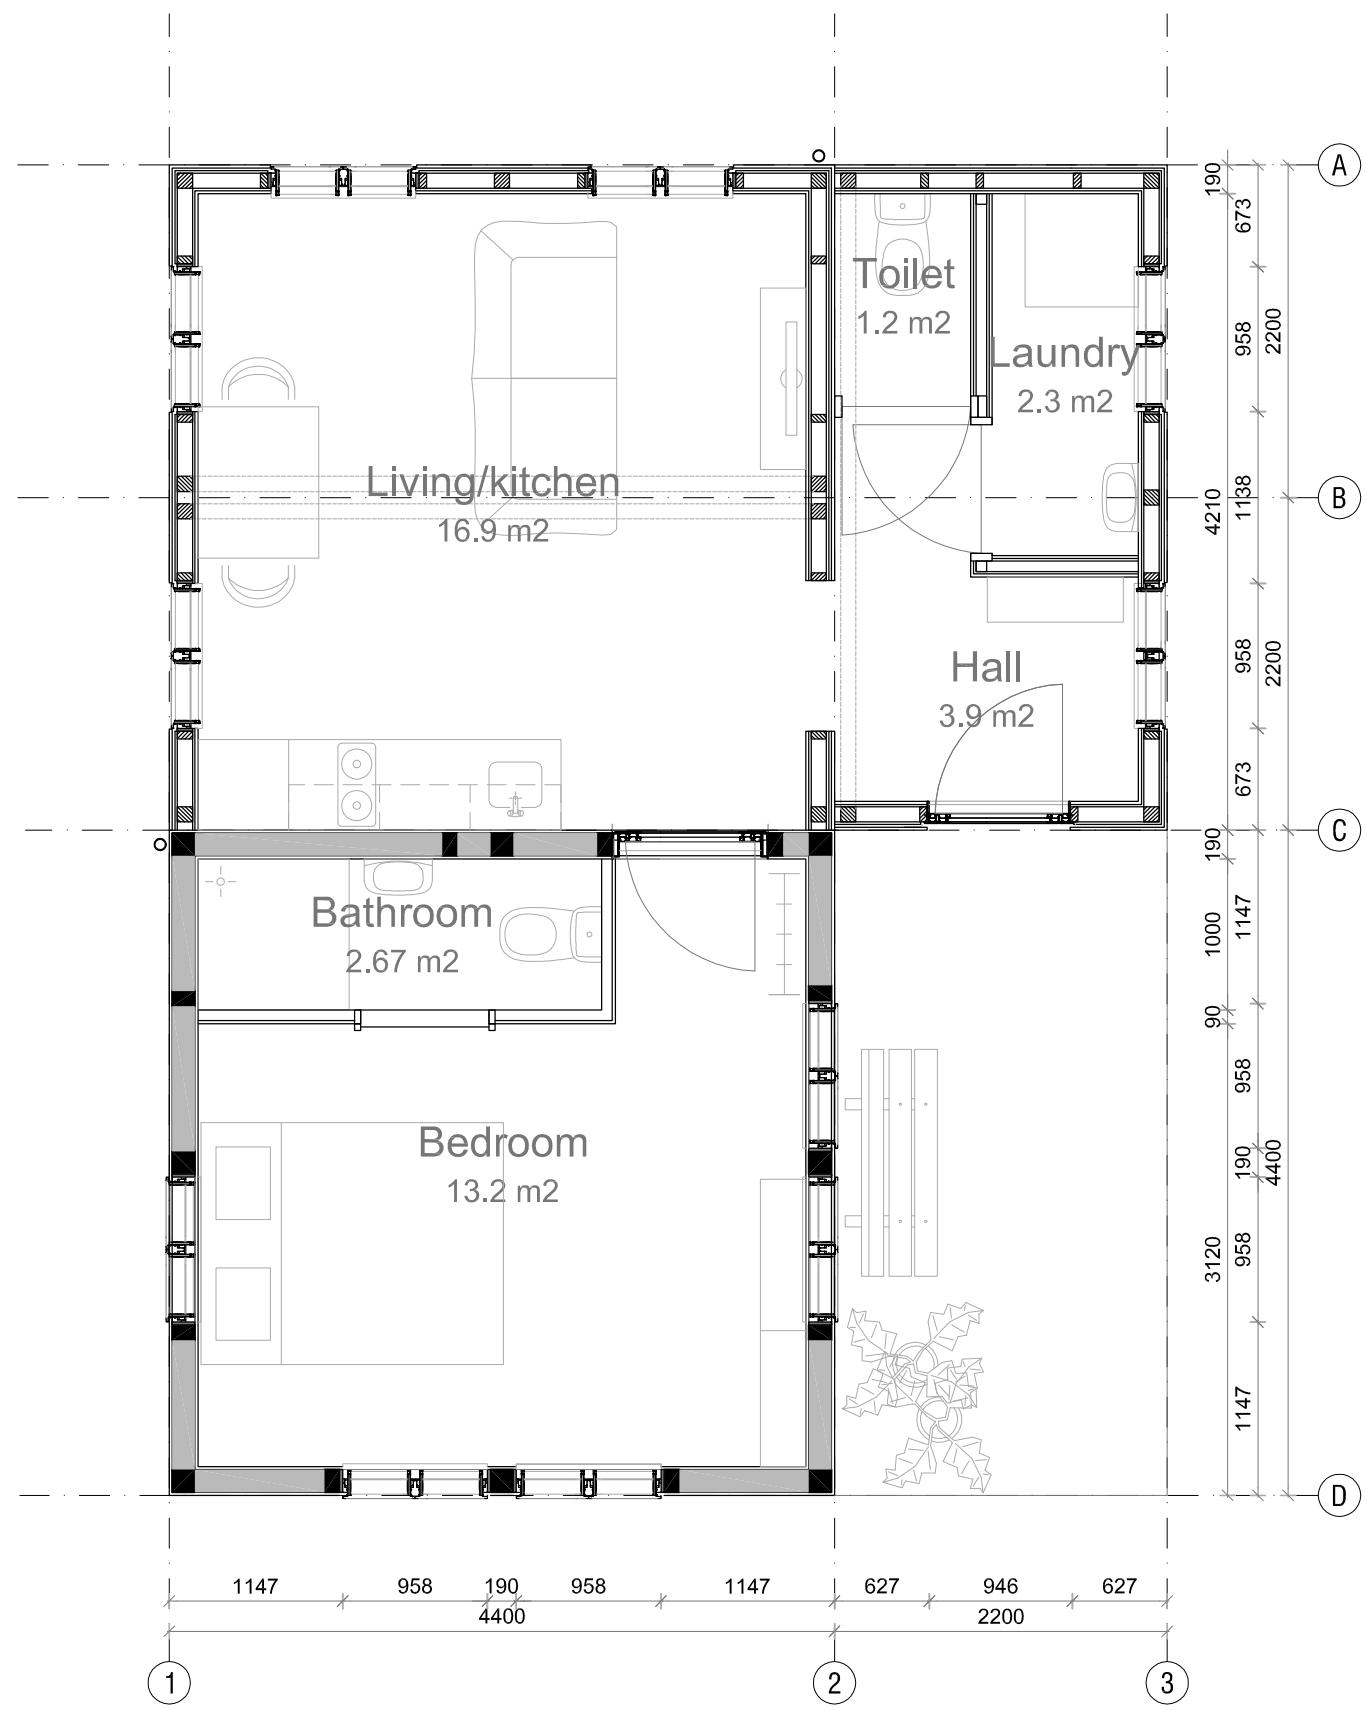 A
190
673
Toilet
1.2 m2
958
2200
Laundry
2.3 m2
Living/kitchen
16.9 m2
4210
1138
B
Hall
3.9 m2
958
2200
673
C
190
Bathroom
2.67 m2
1000
1147
90
958
Bedroom
13.2 m2
190
4400
3120
958
1147
D
1147
958
190
958
1147
627
946
627
4400
2200
1
2
3